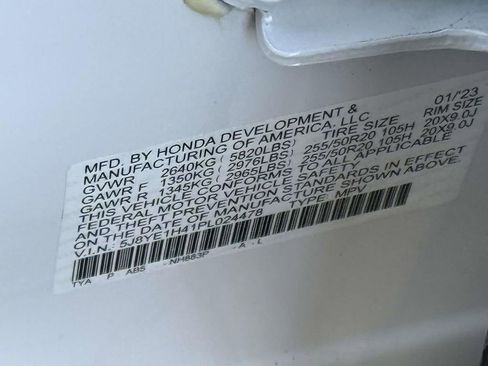 MFD. BY HONDA DEVELOPMENT & 01/'23
MANUFACTURING OF AMERICA, LLC RIM SIZE
GVWR 2640KG ( 5820LBS) TIRE SIZE 20X9.0J
GAWR F 1350KG ( 2976LBS) 255/50R20 105H 20X9.0J
GAWR R 1345KG ( 2965LBS) 255/50R20 105H
THIS VEHICLE CONFORMS TO ALL APPLICABLE
FEDERAL MOTOR VEHICLE SAFETY AND
THEFT PREVENTION STANDARDS IN EFFECT
ON THE DATE OF MANUFACTURE SHOWN ABOVE.
V.I.N.: 5J8YE1H41PL024478 TYPE: MPV
TYA P ABS - NH883P - A - L